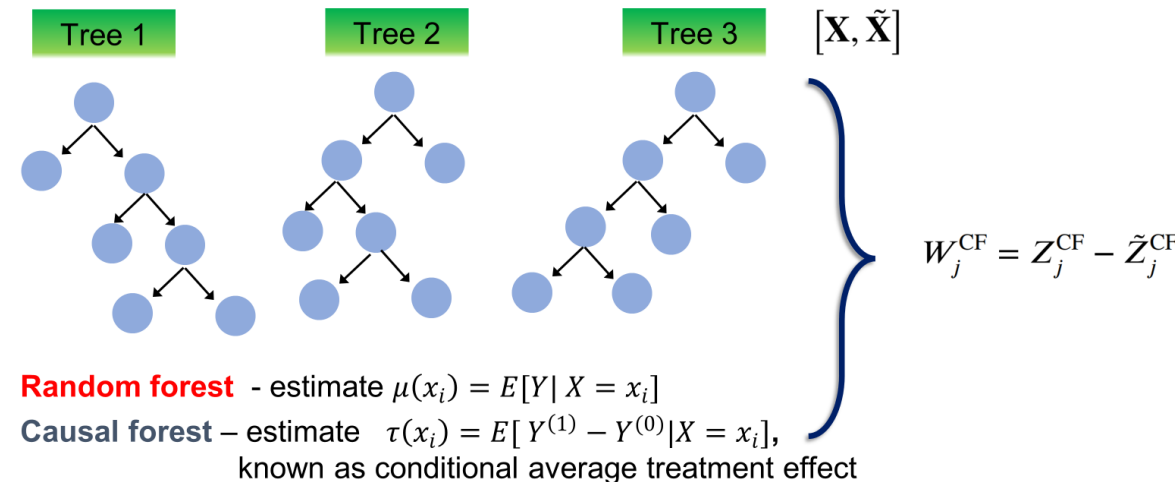 Tree 1 Tree 2 Tree 3 [𝐗, 𝐗̃]
W_j^CF = Z_j^CF − Z̃_j^CF
Random forest - estimate μ(x_i) = E[Y| X = x_i]
Causal forest – estimate τ(x_i) = E[ Y^(1) − Y^(0)|X = x_i],
known as conditional average treatment effect